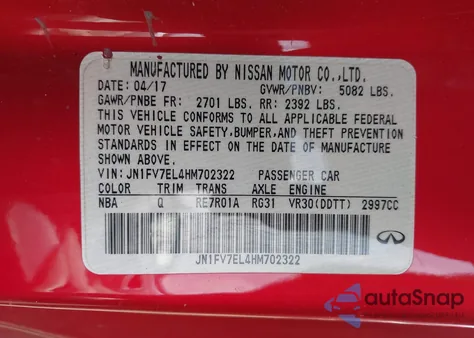 MANUFACTURED BY NISSAN MOTOR CO.,LTD.
DATE: 04/17 GVWR/PNBV: 5082 LBS.
GAWR/PNBE FR: 2701 LBS. RR: 2392 LBS.
THIS VEHICLE CONFORMS TO ALL APPLICABLE FEDERAL
MOTOR VEHICLE SAFETY,BUMPER,AND THEFT PREVENTION
STANDARDS IN EFFECT ON THE DATE OF MANUFACTURE
SHOWN ABOVE.
VIN: JN1FV7EL4HM702322 PASSENGER CAR
COLOR TRIM TRANS AXLE ENGINE
NBA Q RE7R01A RG31 VR30(DDTT) 2997CC
JN1FV7EL4HM702322
INFINITI
autoSnap